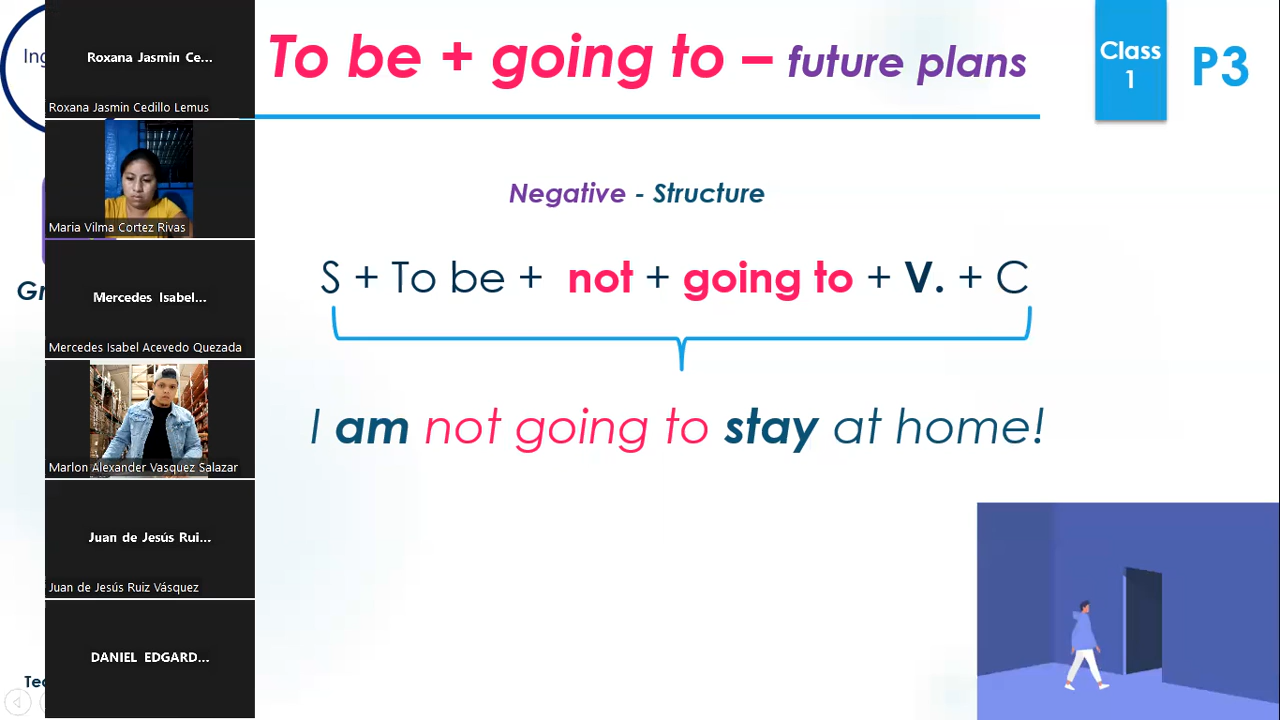 Roxana Jasmin Ce...
Roxana Jasmin Cedillo Lemus
Maria Vilma Cortez Rivas
Mercedes Isabel...
Mercedes Isabel Acevedo Quezada
Marlon Alexander Vasquez Salazar
Juan de Jesús Rui...
Juan de Jesús Ruiz Vásquez
DANIEL EDGARD...
To be + going to – future plans
Class
1
P3
Negative - Structure
S + To be + not + going to + V. + C
I am not going to stay at home!